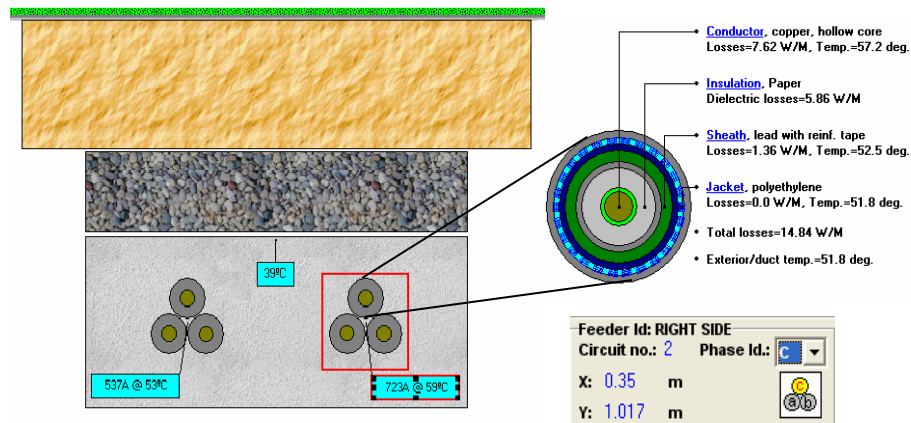 Conductor, copper, hollow core
Losses=7.62 W/M, Temp.=57.2 deg.
Insulation, Paper
Dielectric losses=5.86 W/M
Sheath, lead with reinf. tape
Losses=1.36 W/M, Temp.=52.5 deg.
Jacket, polyethylene
Losses=0.0 W/M, Temp.=51.8 deg.
Total losses=14.84 W/M
Exterior/duct temp.=51.8 deg.
39ºC
537A @ 53ºC
723A @ 59ºC
Feeder Id: RIGHT SIDE
Circuit no.: 2 Phase Id.: C
X: 0.35 m
Y: 1.017 m
c
a b